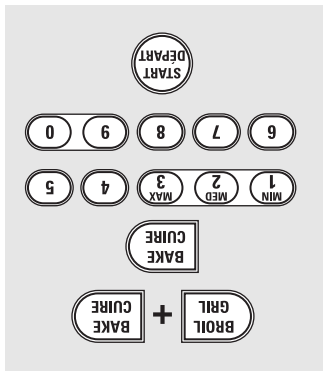 BROIL + BAKE
GRIL CUIRE
BAKE
CUIRE
MIN MED MAX
1 2 3 4 5
6 7 8 9 0
START
DÉPART